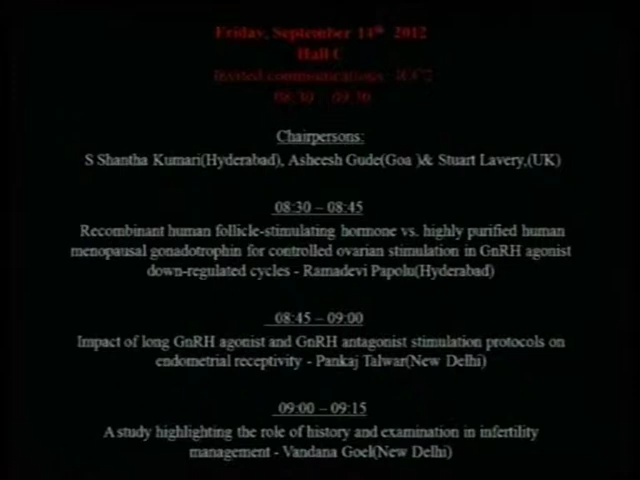 Friday, September 14th 2012
Hall C
Invited communications
08:30 - 09:30
Chairpersons:
S Shantha Kumari(Hyderabad), Asheesh Gude(Goa )& Stuart Lavery,(UK)
08:30 – 08:45
Recombinant human follicle-stimulating hormone vs. highly purified human
menopausal gonadotrophin for controlled ovarian stimulation in GnRH agonist
down-regulated cycles - Ramadevi Papolu(Hyderabad)
08:45 – 09:00
Impact of long GnRH agonist and GnRH antagonist stimulation protocols on
endometrial receptivity - Pankaj Talwar(New Delhi)
09:00 – 09:15
A study highlighting the role of history and examination in infertility
management - Vandana Goel(New Delhi)